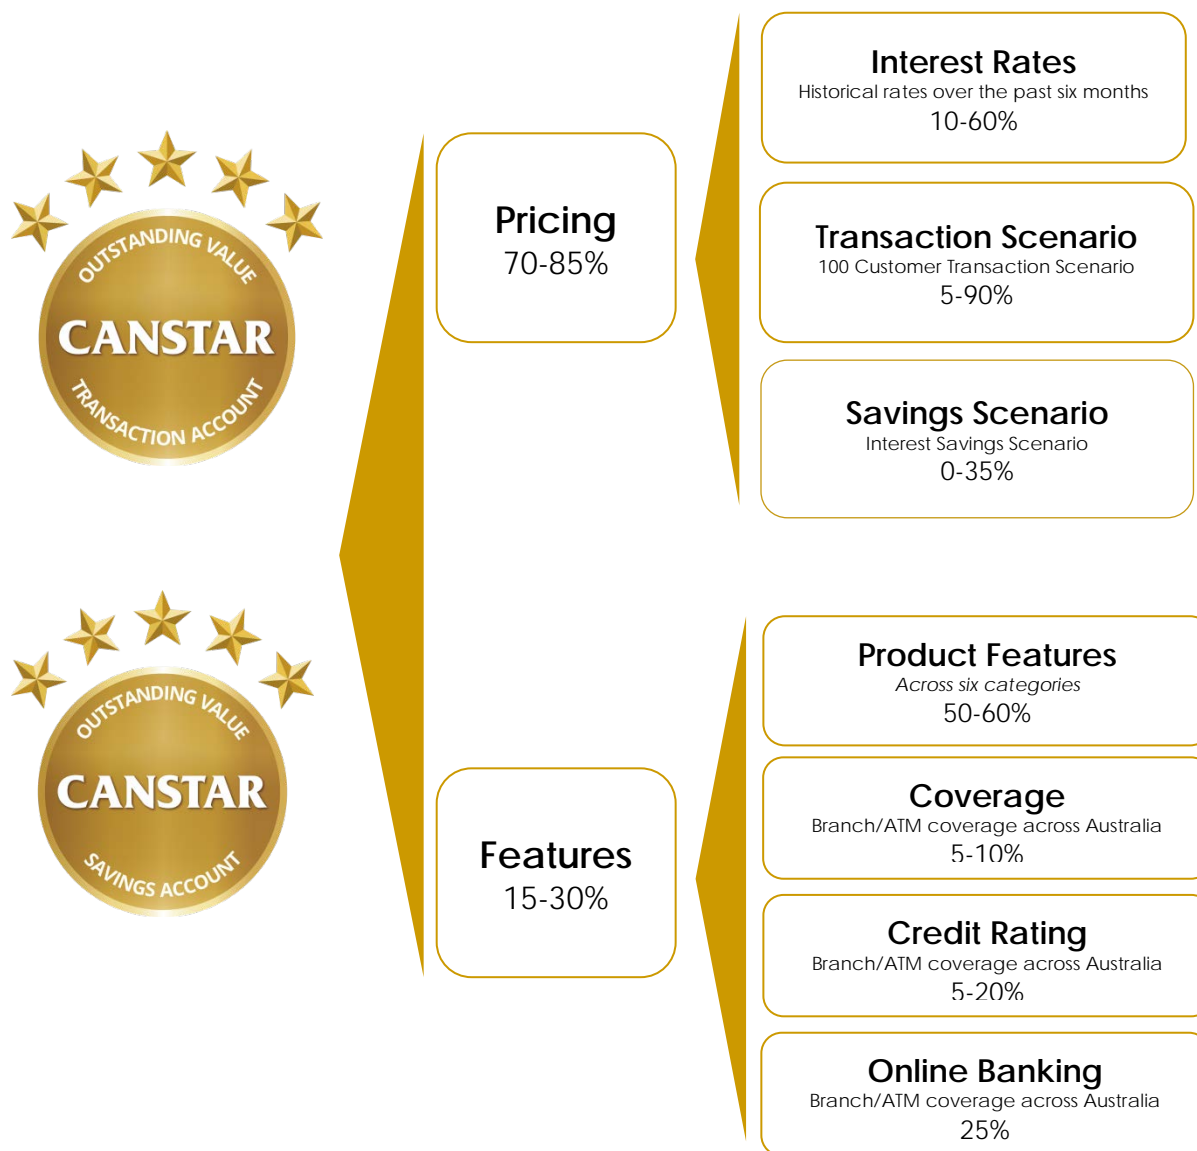 OUTSTANDING VALUE
CANSTAR
TRANSACTION ACCOUNT
OUTSTANDING VALUE
CANSTAR
SAVINGS ACCOUNT
Pricing
70-85%
Interest Rates
Historical rates over the past six months
10-60%
Transaction Scenario
100 Customer Transaction Scenario
5-90%
Savings Scenario
Interest Savings Scenario
0-35%
Features
15-30%
Product Features
Across six categories
50-60%
Coverage
Branch/ATM coverage across Australia
5-10%
Credit Rating
Branch/ATM coverage across Australia
5-20%
Online Banking
Branch/ATM coverage across Australia
25%